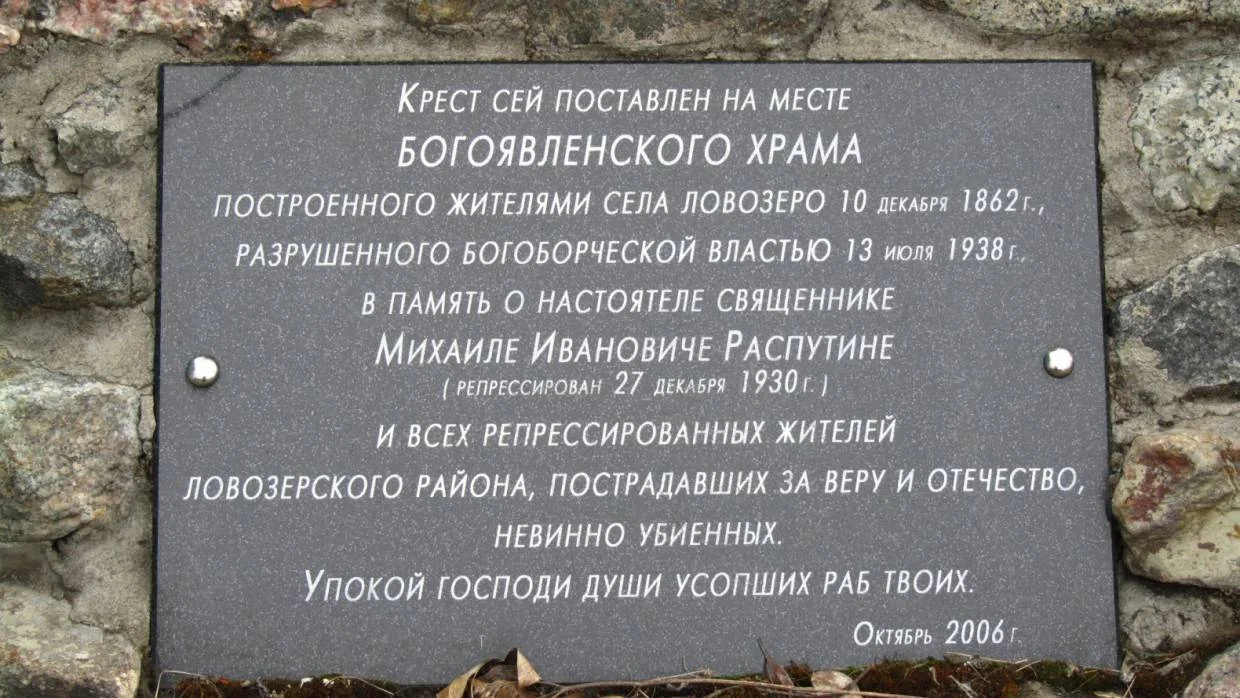 Крест сей поставлен на месте
БОГОЯВЛЕНСКОГО ХРАМА
ПОСТРОЕННОГО ЖИТЕЛЯМИ СЕЛА ЛОВОЗЕРО 10 ДЕКАБРЯ 1862 Г.,
РАЗРУШЕННОГО БОГОБОРЧЕСКОЙ ВЛАСТЬЮ 13 ИЮЛЯ 1938 Г.,
В ПАМЯТЬ О НАСТОЯТЕЛЕ СВЯЩЕННИКЕ
Михаиле Ивановиче Распутине
(РЕПРЕССИРОВАН 27 ДЕКАБРЯ 1930 Г.)
И ВСЕХ РЕПРЕССИРОВАННЫХ ЖИТЕЛЕЙ
ЛОВОЗЕРСКОГО РАЙОНА, ПОСТРАДАВШИХ ЗА ВЕРУ И ОТЕЧЕСТВО,
НЕВИННО УБИЕННЫХ.
Упокой господи души усопших раб твоих.
Октябрь 2006 г.